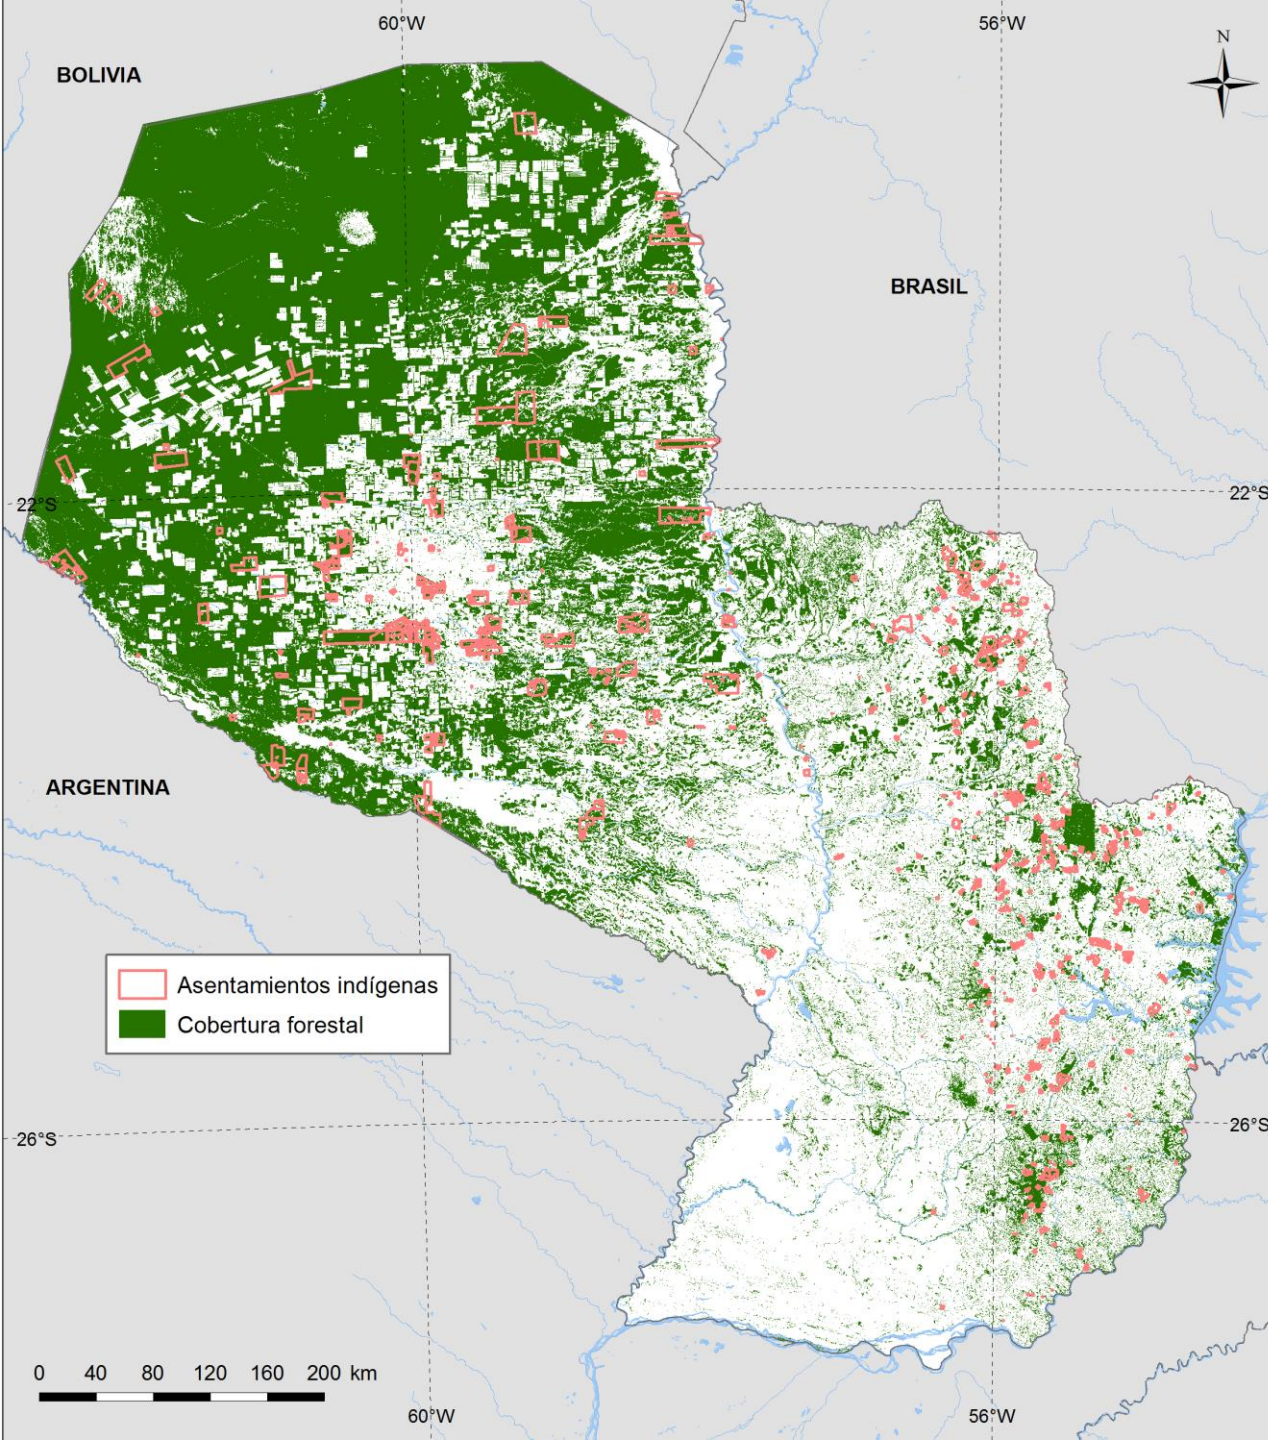 60°W
56°W
N
BOLIVIA
BRASIL
22°S
22°S
ARGENTINA
Asentamientos indígenas
Cobertura forestal
26°S
26°S
0 40 80 120 160 200 km
60°W
56°W